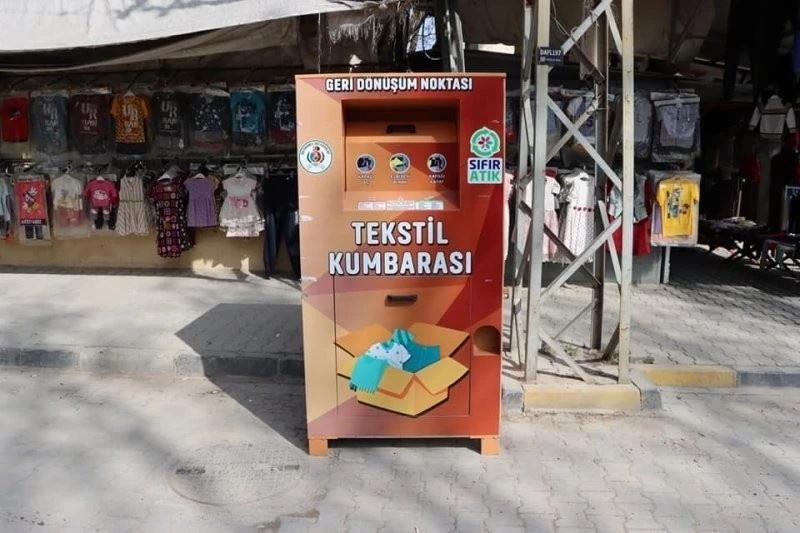 GERİ DÖNÜŞÜM NOKTASI
SIFIR
ATIK
TEKSTİL
KUMBARASI